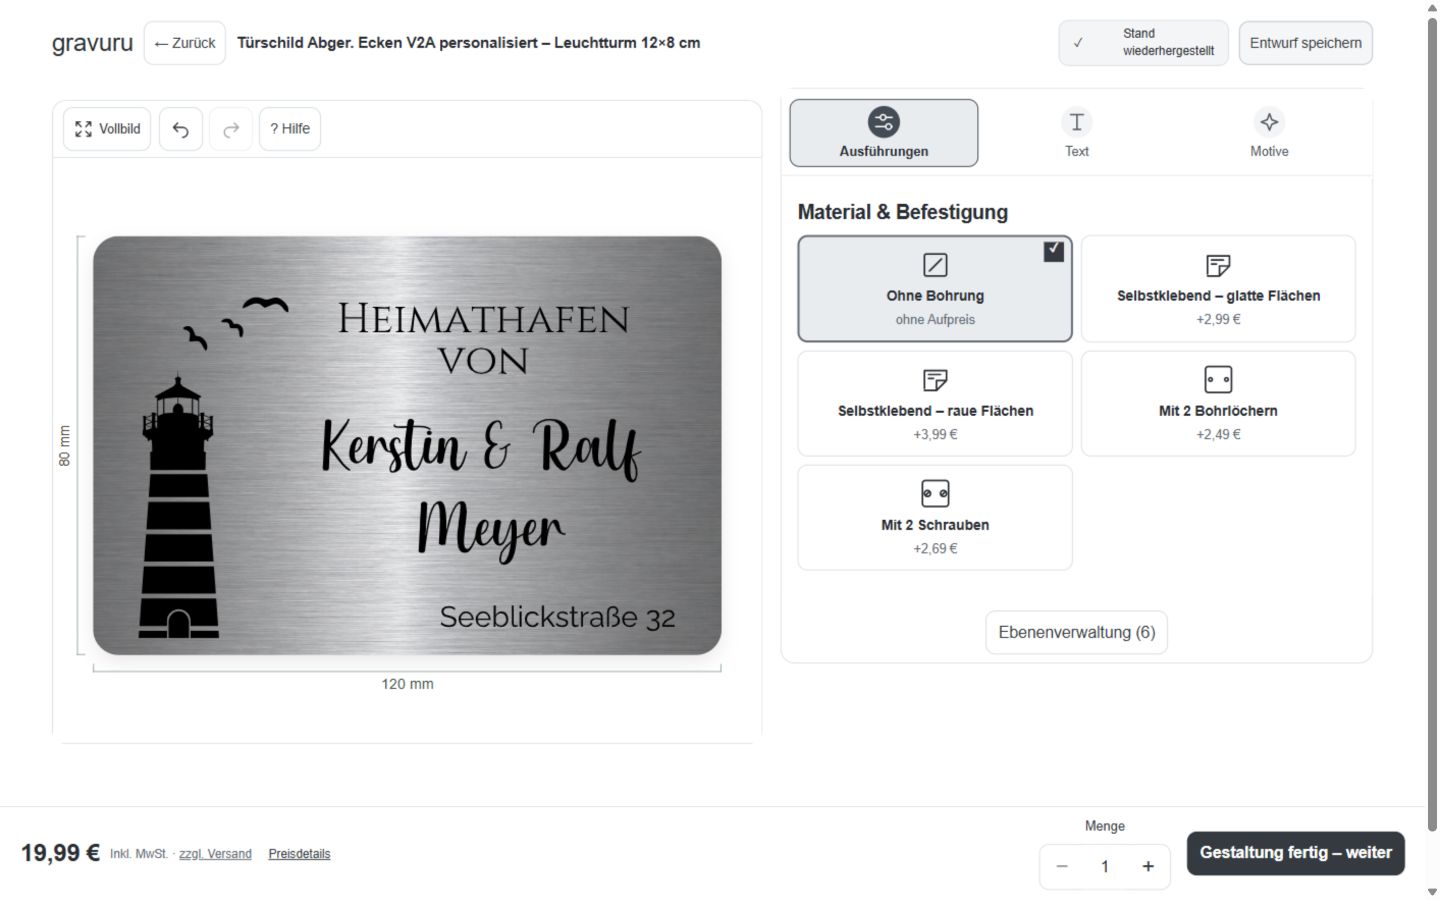 gravuru
← Zurück
Türschild Abger. Ecken V2A personalisiert – Leuchtturm 12×8 cm
✓ Stand
wiederhergestellt
Entwurf speichern
Vollbild
? Hilfe
Ausführungen
Text
Motive
Material & Befestigung
Ohne Bohrung
ohne Aufpreis
Selbstklebend – glatte Flächen
+2,99 €
Selbstklebend – raue Flächen
+3,99 €
Mit 2 Bohrlöchern
+2,49 €
Mit 2 Schrauben
+2,69 €
Ebenenverwaltung (6)
Heimathafen
von
Kerstin & Ralf
Meyer
Seeblickstraße 32
80 mm
120 mm
19,99 € Inkl. MwSt. · zzgl. Versand Preisdetails
Menge
− 1 +
Gestaltung fertig – weiter